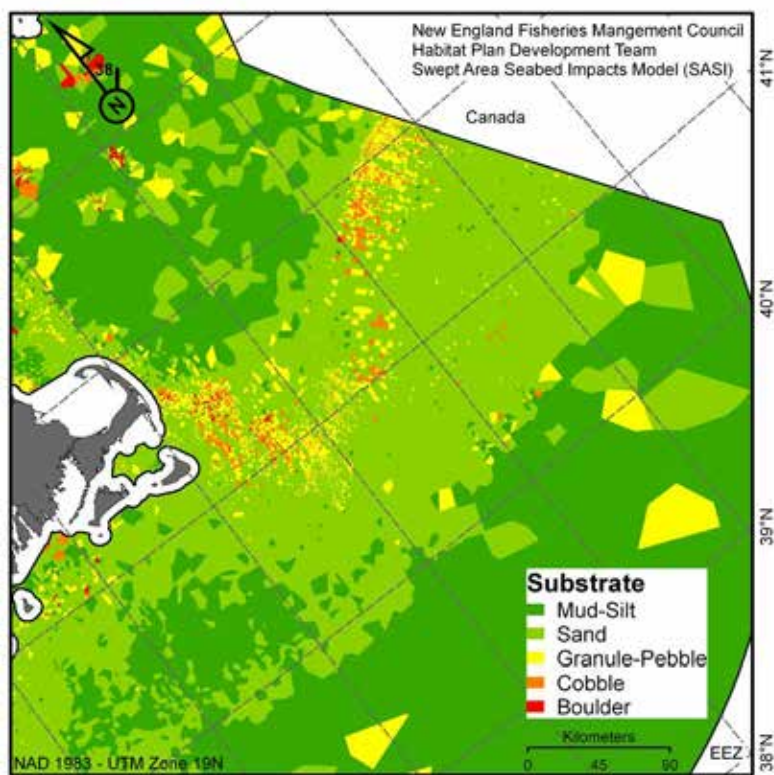 New England Fisheries Mangement Council
Habitat Plan Development Team
Swept Area Seabed Impacts Model (SASI)
38
N
Canada
41°N
40°N
39°N
38°N
Substrate
Mud-Silt
Sand
Granule-Pebble
Cobble
Boulder
Kilometers
0 45 90
EEZ
NAD 1983 - UTM Zone 19N